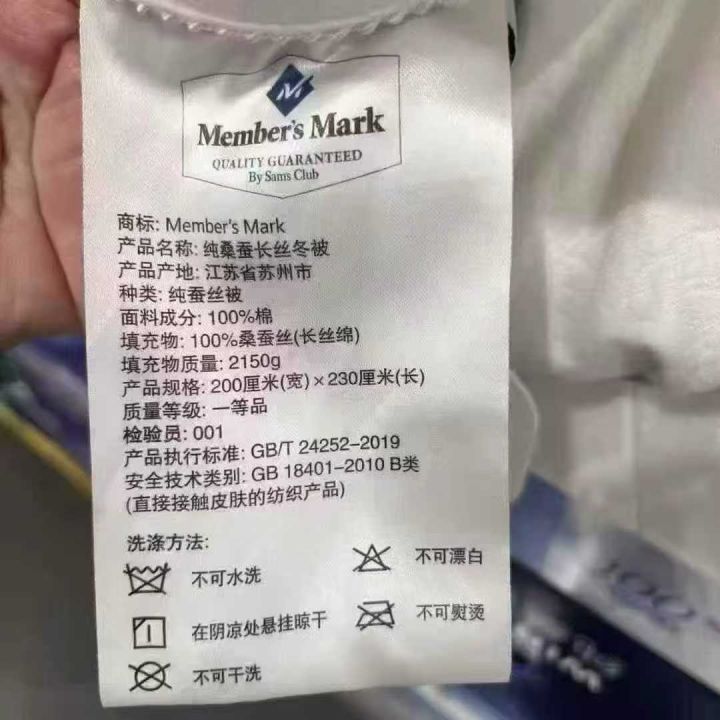 Member's Mark
QUALITY GUARANTEED
By Sams Club
商标: Member's Mark
产品名称: 纯桑蚕长丝冬被
产品产地: 江苏省苏州市
种类: 纯蚕丝被
面料成分: 100%棉
填充物: 100%桑蚕丝(长丝绵)
填充物质量: 2150g
产品规格: 200厘米(宽)×230厘米(长)
质量等级: 一等品
检验员: 001
产品执行标准: GB/T 24252-2019
安全技术类别: GB 18401-2010 B类
(直接接触皮肤的纺织产品)
洗涤方法:
不可水洗
不可漂白
在阴凉处悬挂晾干
不可熨烫
不可干洗